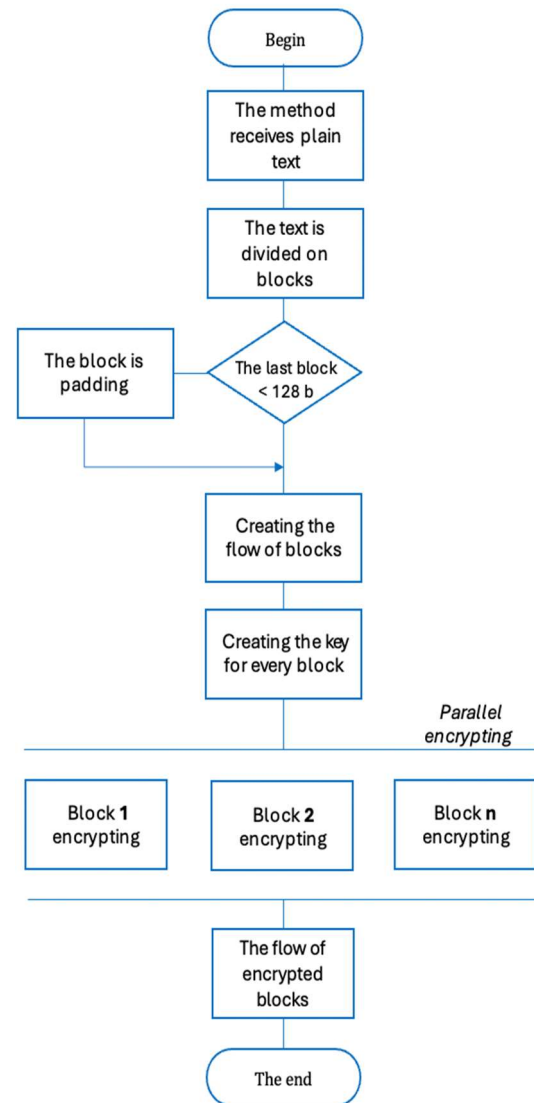 Begin
The method
receives plain
text
The text is
divided on
blocks
The block is
padding
The last block
< 128 b
Creating the
flow of blocks
Creating the key
for every block
Parallel
encrypting
Block 1
encrypting
Block 2
encrypting
Block n
encrypting
The flow of
encrypted
blocks
The end